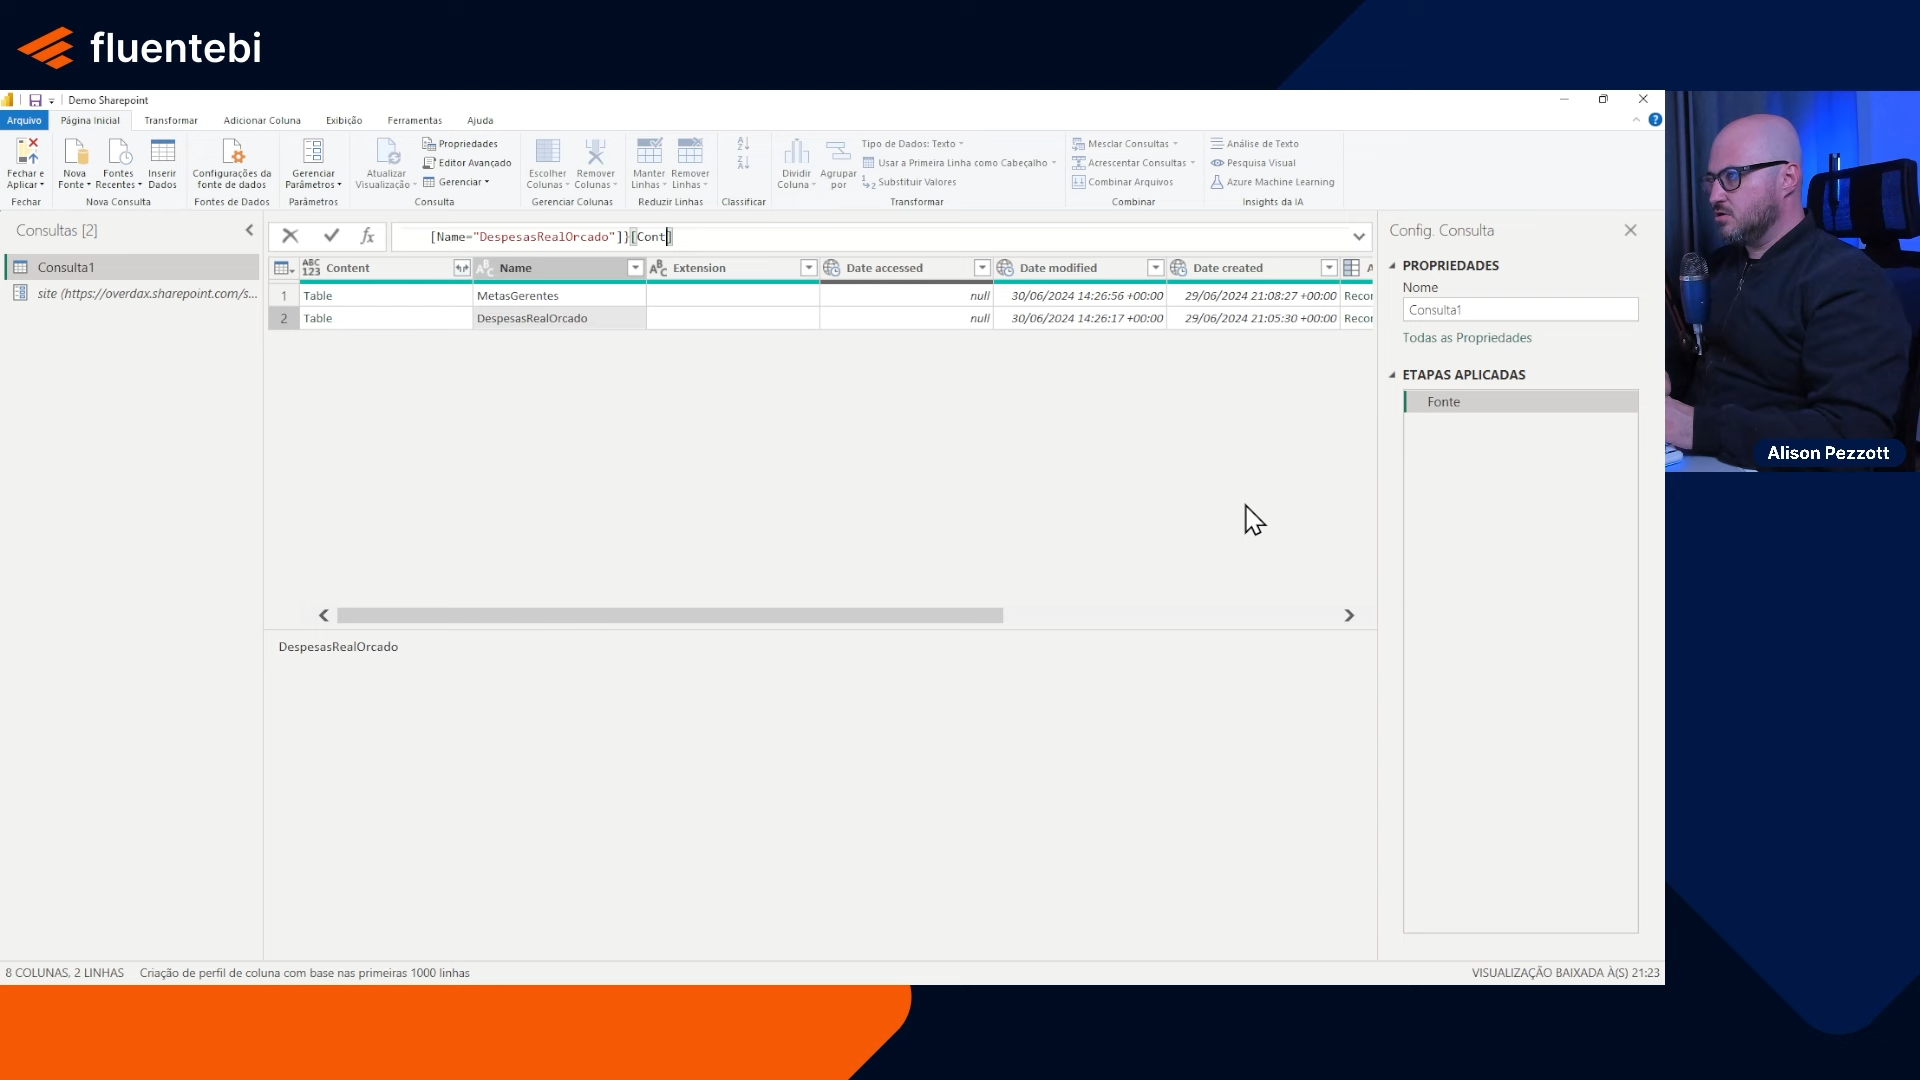 fluentebi
Demo Sharepoint
Arquivo Página Inicial Transformar Adicionar Coluna Exibição Ferramentas Ajuda
Fechar e Aplicar
Nova Fonte
Fontes Recentes
Inserir Dados
Configurações da fonte de dados
Gerenciar Parâmetros
Atualizar Visualização
Propriedades
Editor Avançado
Gerenciar
Escolher Colunas
Remover Colunas
Manter Linhas
Remover Linhas
Dividir Coluna
Agrupar por
Tipo de Dados: Texto
Usar a Primeira Linha como Cabeçalho
Substituir Valores
Mesclar Consultas
Acrescentar Consultas
Combinar Arquivos
Análise de Texto
Pesquisa Visual
Azure Machine Learning
Fechar Nova Consulta Fontes de Dados Parâmetros Consulta Gerenciar Colunas Reduzir Linhas Classificar Transformar Combinar Insights da IA
Consultas [2]
Consulta1
site (https://overdax.sharepoint.com/s...
fx
[Name="DespesasRealOrcado"]}[Cont]
ABC 123 Content ABC Name ABC Extension Date accessed Date modified Date created A
1 Table MetasGerentes null 30/06/2024 14:26:56 +00:00 29/06/2024 21:08:27 +00:00 Recor
2 Table DespesasRealOrcado null 30/06/2024 14:26:17 +00:00 29/06/2024 21:05:30 +00:00 Recor
DespesasRealOrcado
Config. Consulta
PROPRIEDADES
Nome
Consulta1
Todas as Propriedades
ETAPAS APLICADAS
Fonte
Alison Pezzott
8 COLUNAS, 2 LINHAS Criação de perfil de coluna com base nas primeiras 1000 linhas
VISUALIZAÇÃO BAIXADA À(S) 21:23